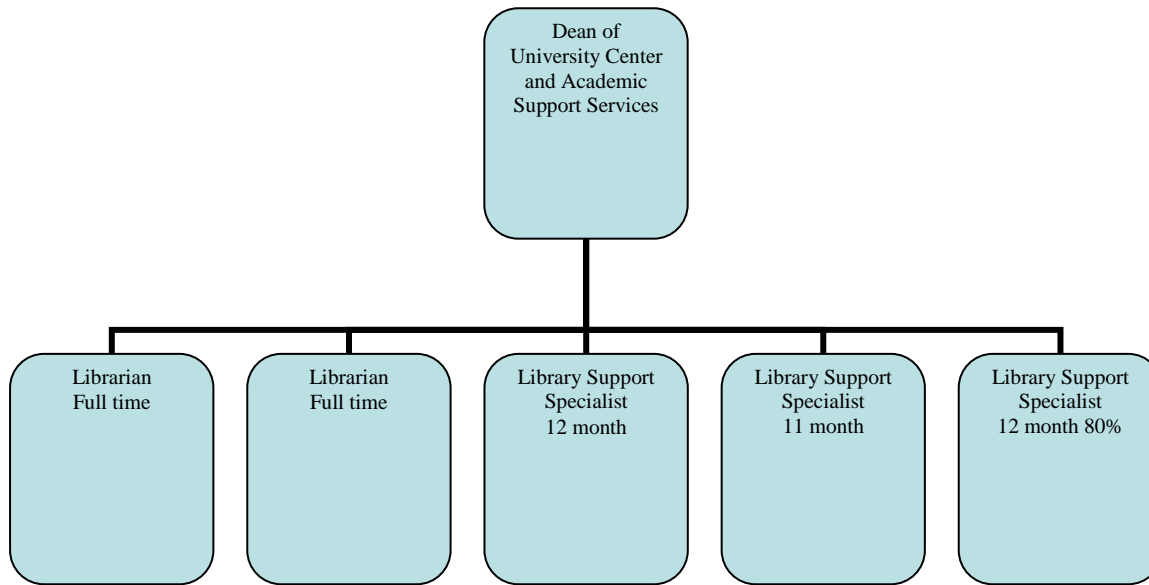 Dean of
University Center
and Academic
Support Services
Librarian
Full time
Librarian
Full time
Library Support
Specialist
12 month
Library Support
Specialist
11 month
Library Support
Specialist
12 month 80%